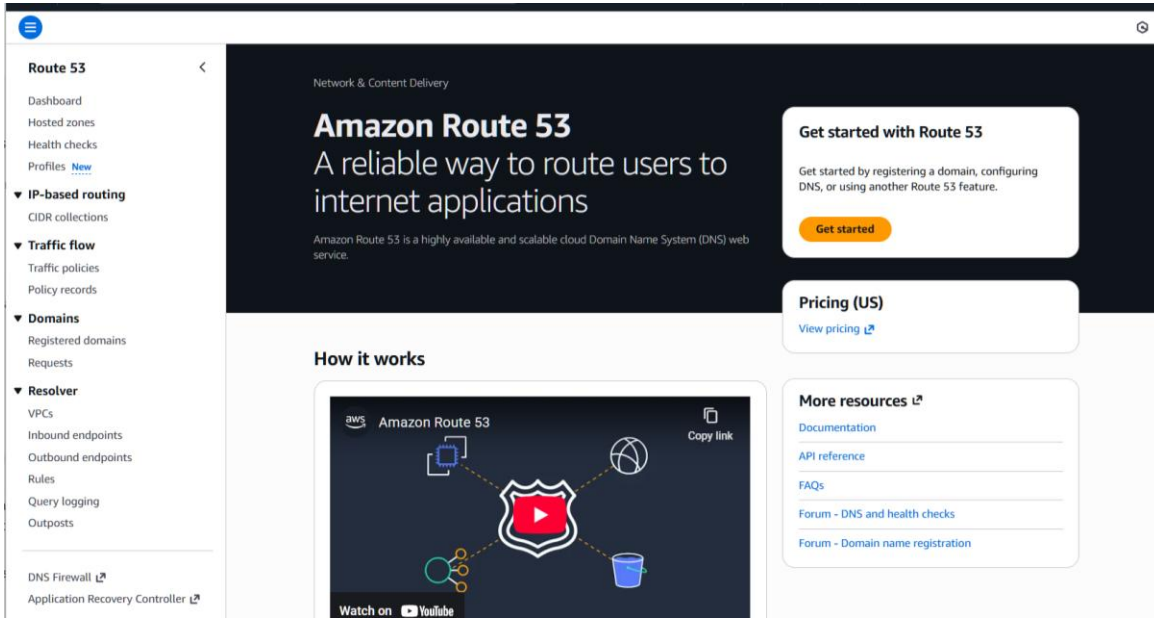 Route 53
Dashboard
Hosted zones
Health checks
Profiles New
IP-based routing
CIDR collections
Traffic flow
Traffic policies
Policy records
Domains
Registered domains
Requests
Resolver
VPCs
Inbound endpoints
Outbound endpoints
Rules
Query logging
Outposts
DNS Firewall
Application Recovery Controller
Network & Content Delivery
Amazon Route 53
A reliable way to route users to
internet applications
Amazon Route 53 is a highly available and scalable cloud Domain Name System (DNS) web
service.
Get started with Route 53
Get started by registering a domain, configuring
DNS, or using another Route 53 feature.
Get started
Pricing (US)
View pricing
How it works
aws Amazon Route 53
Copy link
Watch on YouTube
More resources
Documentation
API reference
FAQs
Forum - DNS and health checks
Forum - Domain name registration